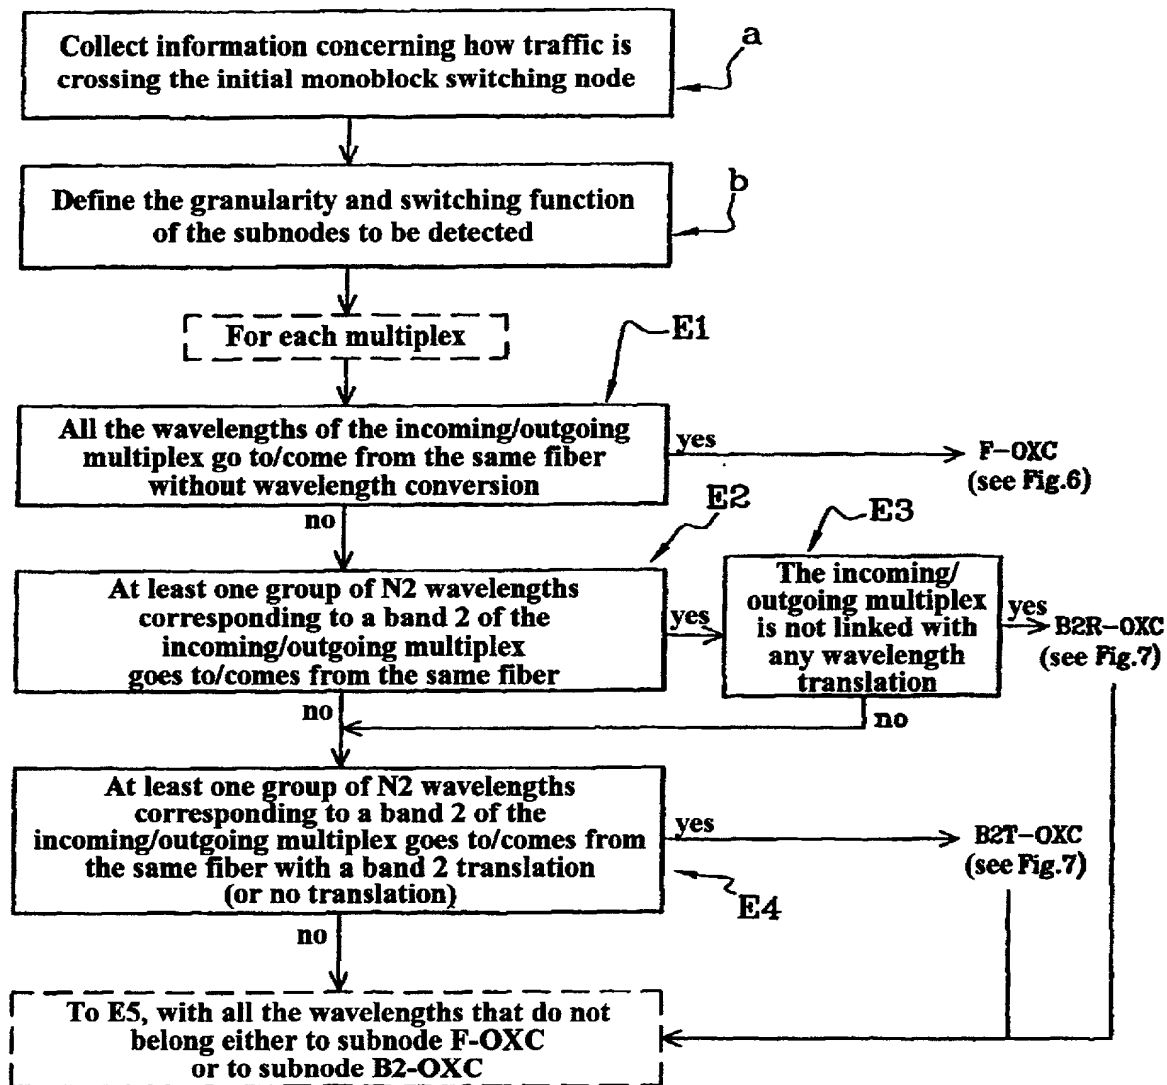 Collect information concerning how traffic is
crossing the initial monoblock switching node
a
Define the granularity and switching function
of the subnodes to be detected
b
For each multiplex
E1
All the wavelengths of the incoming/outgoing
multiplex go to/come from the same fiber
without wavelength conversion
yes
F-OXC
(see Fig.6)
no
E2
At least one group of N2 wavelengths
corresponding to a band 2 of the
incoming/outgoing multiplex
goes to/comes from the same fiber
yes
E3
The incoming/
outgoing multiplex
is not linked with
any wavelength
translation
yes
B2R-OXC
(see Fig.7)
no
no
At least one group of N2 wavelengths
corresponding to a band 2 of the
incoming/outgoing multiplex goes to/comes from
the same fiber with a band 2 translation
(or no translation)
yes
B2T-OXC
(see Fig.7)
E4
no
To E5, with all the wavelengths that do not
belong either to subnode F-OXC
or to subnode B2-OXC